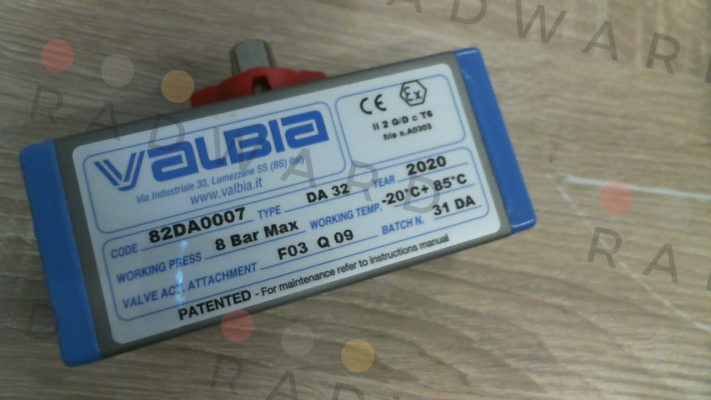 VALBIA
Via Industriale 30, Lumezzane SS (BS) Italy
www.valbia.it
CE Ex
II 2 G/D c T6
file n.A0303
CODE 82DA0007 TYPE DA 32 YEAR 2020
WORKING PRESS 8 Bar Max WORKING TEMP. -20°C+ 85°C
VALVE ACT. ATTACHMENT F03 Q 09 BATCH N. 31 DA
PATENTED - For maintenance refer to instructions manual
RADWARD